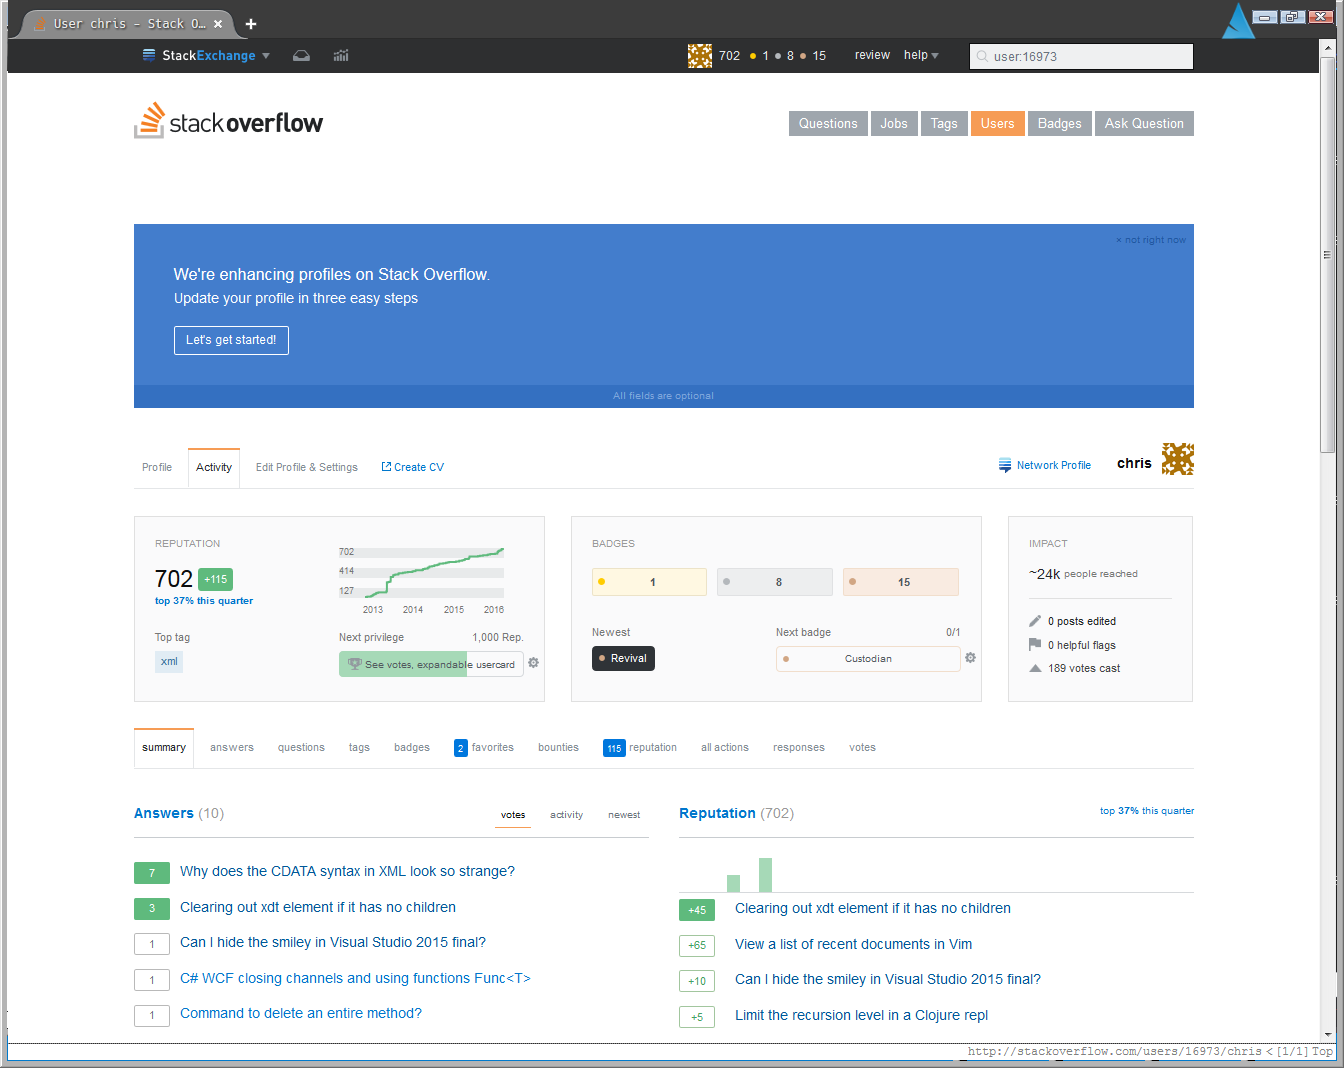 User chris - Stack O…
StackExchange
702 1 8 15 review help
user:16973
stackoverflow
Questions Jobs Tags Users Badges Ask Question
× not right now
We're enhancing profiles on Stack Overflow.
Update your profile in three easy steps
Let's get started!
All fields are optional
Profile Activity Edit Profile & Settings Create CV
Network Profile chris
REPUTATION
702 +115
top 37% this quarter
702
414
127
2013 2014 2015 2016
Top tag
xml
Next privilege 1,000 Rep.
See votes, expandable usercard
BADGES
1 8 15
Newest
Revival
Next badge 0/1
Custodian
IMPACT
~24k people reached
0 posts edited
0 helpful flags
189 votes cast
summary answers questions tags badges 2 favorites bounties 115 reputation all actions responses votes
Answers (10) votes activity newest
7 Why does the CDATA syntax in XML look so strange?
3 Clearing out xdt element if it has no children
1 Can I hide the smiley in Visual Studio 2015 final?
1 C# WCF closing channels and using functions Func<T>
1 Command to delete an entire method?
Reputation (702) top 37% this quarter
+45 Clearing out xdt element if it has no children
+65 View a list of recent documents in Vim
+10 Can I hide the smiley in Visual Studio 2015 final?
+5 Limit the recursion level in a Clojure repl
http://stackoverflow.com/users/16973/chris < [1/1] Top